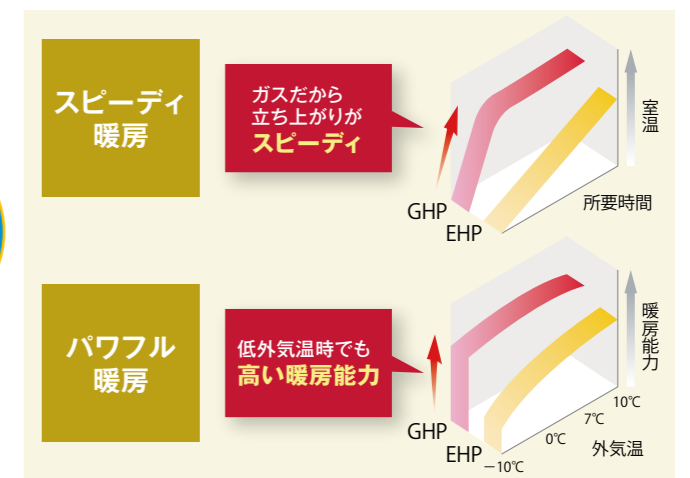 スピーディ
暖房
ガスだから
立ち上がりが
スピーディ
GHP
EHP
室温
所要時間
パワフル
暖房
低外気温時でも
高い暖房能力
GHP
EHP
暖房能力
－10℃
0℃
7℃
10℃
外気温